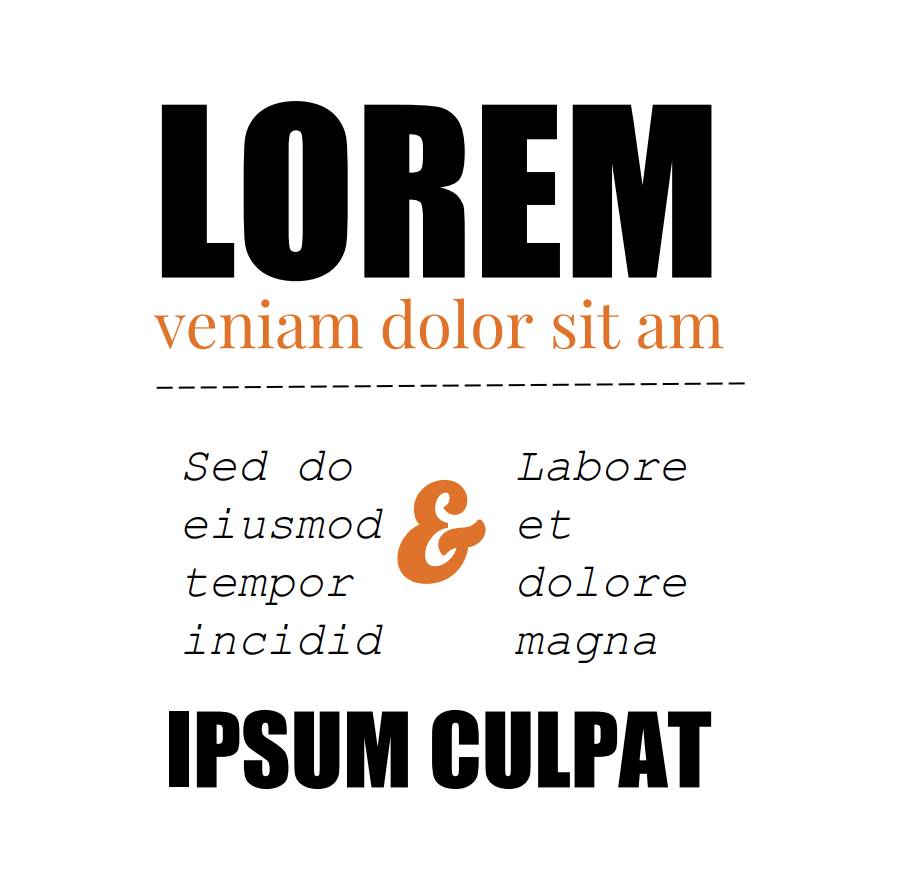 LOREM
veniam dolor sit am
Sed do
eiusmod
tempor
incidid
&
Labore
et
dolore
magna
IPSUM CULPAT